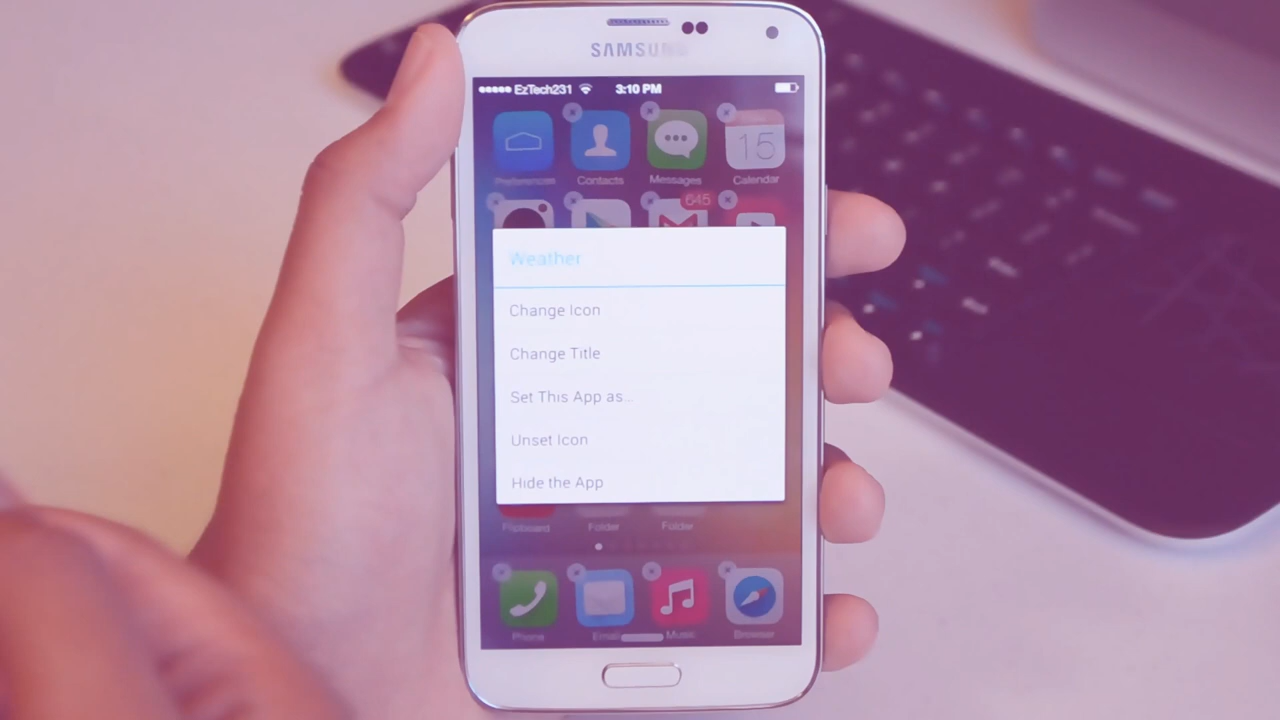 SAMSUNG
EzTech231 3:10 PM
15
Preferences Contacts Messages Calendar
645
Weather
Change Icon
Change Title
Set This App as...
Unset Icon
Hide the App
Flipboard Folder Folder
Phone Email Music Browser